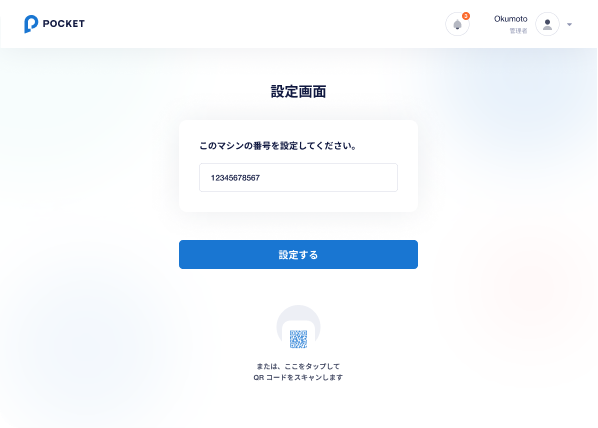 POCKET
3
Okumoto
管理者
設定画面
このマシンの番号を設定してください。
12345678567
設定する
または、ここをタップして
QR コードをスキャンします